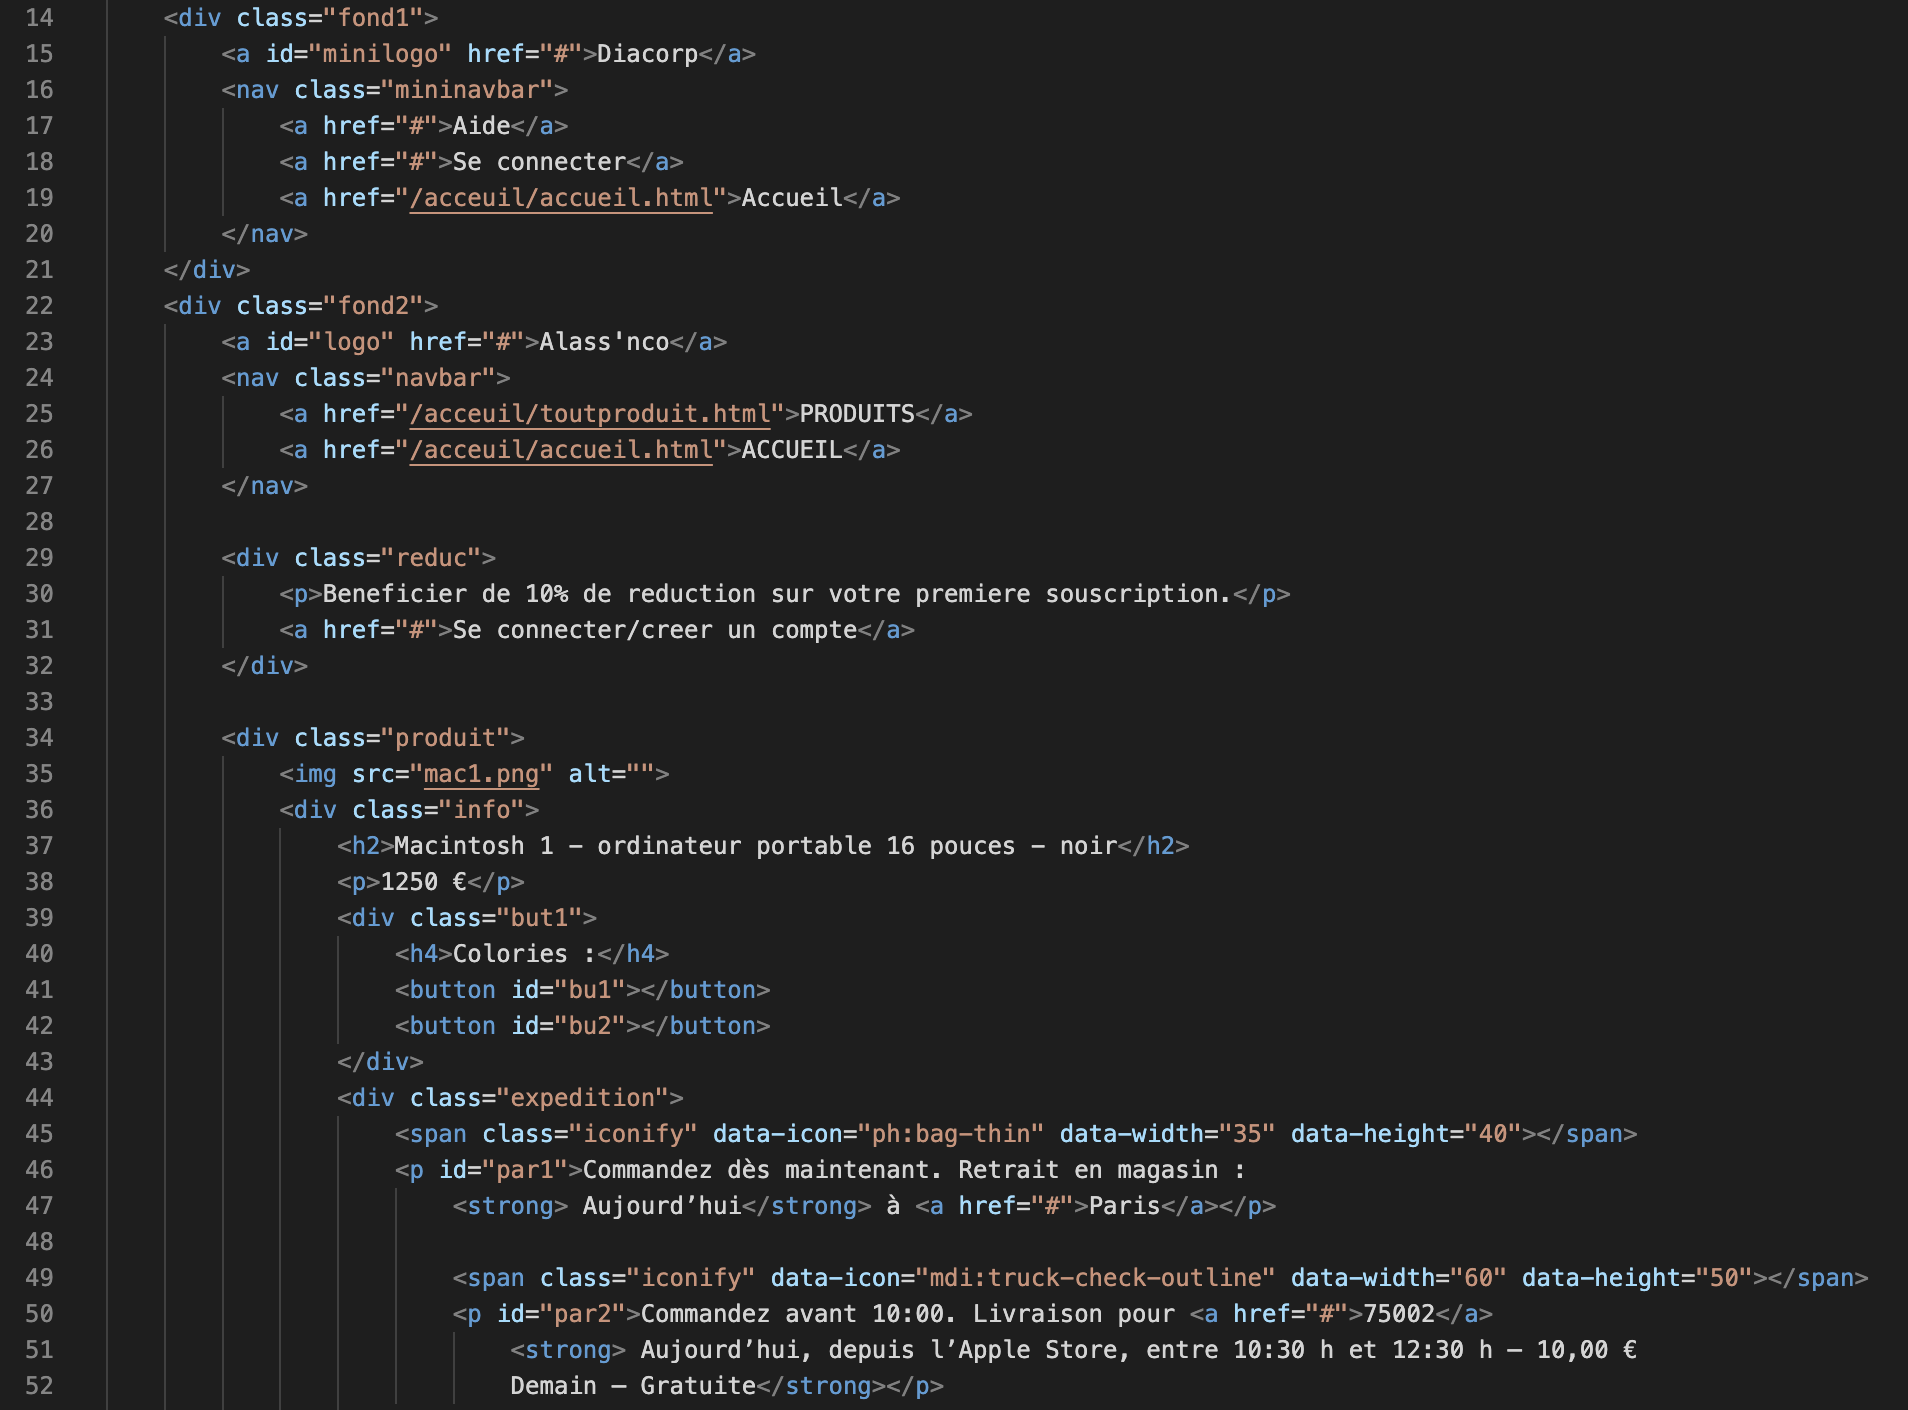 14 <div class="fond1">
15 <a id="minilogo" href="#">Diacorp</a>
16 <nav class="mininavbar">
17 <a href="#">Aide</a>
18 <a href="#">Se connecter</a>
19 <a href="/acceuil/accueil.html">Accueil</a>
20 </nav>
21 </div>
22 <div class="fond2">
23 <a id="logo" href="#">Alass'nco</a>
24 <nav class="navbar">
25 <a href="/acceuil/toutproduit.html">PRODUITS</a>
26 <a href="/acceuil/accueil.html">ACCUEIL</a>
27 </nav>
28
29 <div class="reduc">
30 <p>Beneficier de 10% de reduction sur votre premiere souscription.</p>
31 <a href="#">Se connecter/creer un compte</a>
32 </div>
33
34 <div class="produit">
35 <img src="mac1.png" alt="">
36 <div class="info">
37 <h2>Macintosh 1 - ordinateur portable 16 pouces - noir</h2>
38 <p>1250 €</p>
39 <div class="but1">
40 <h4>Colories :</h4>
41 <button id="bu1"></button>
42 <button id="bu2"></button>
43 </div>
44 <div class="expedition">
45 <span class="iconify" data-icon="ph:bag-thin" data-width="35" data-height="40"></span>
46 <p id="par1">Commandez dès maintenant. Retrait en magasin :
47 <strong> Aujourd’hui</strong> à <a href="#">Paris</a></p>
48
49 <span class="iconify" data-icon="mdi:truck-check-outline" data-width="60" data-height="50"></span>
50 <p id="par2">Commandez avant 10:00. Livraison pour <a href="#">75002</a>
51 <strong> Aujourd’hui, depuis l’Apple Store, entre 10:30 h et 12:30 h — 10,00 €
52 Demain — Gratuite</strong></p>